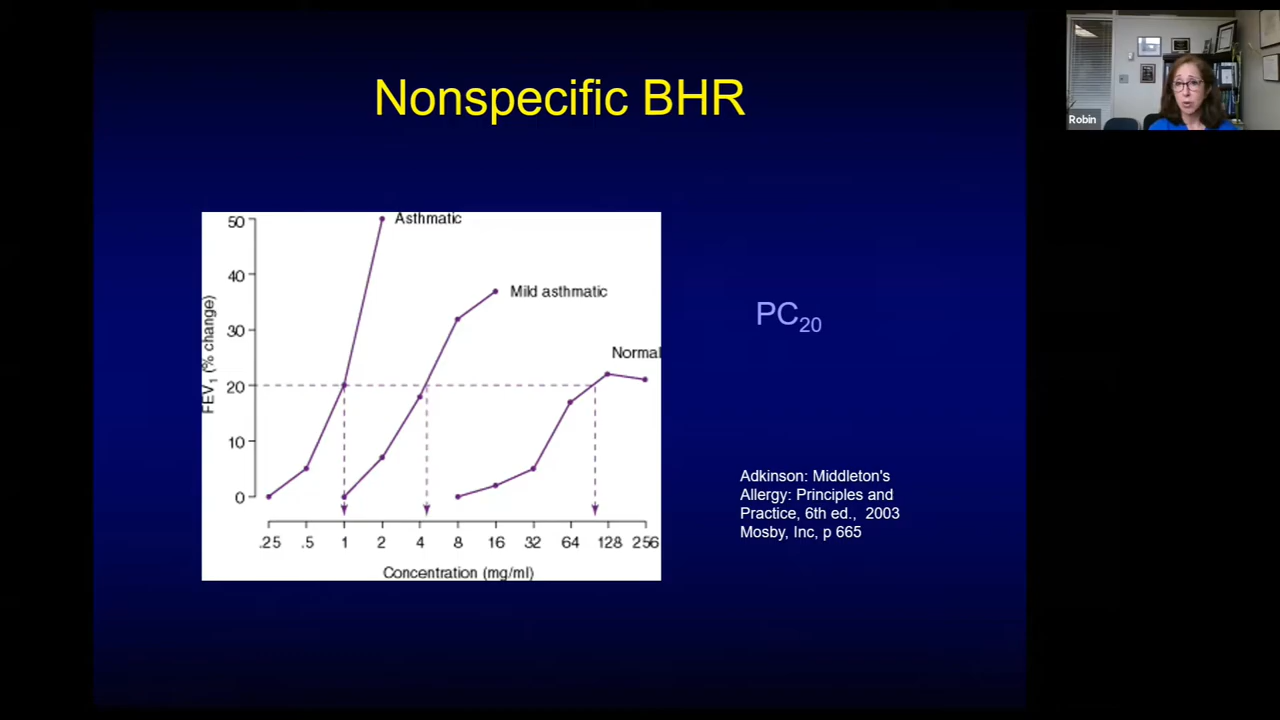 Nonspecific BHR
Robin
50
40
30
20
10
0
FEV1 (% change)
Asthmatic
Mild asthmatic
Normal
.25 .5 1 2 4 8 16 32 64 128 256
Concentration (mg/ml)
PC20
Adkinson: Middleton's
Allergy: Principles and
Practice, 6th ed., 2003
Mosby, Inc, p 665